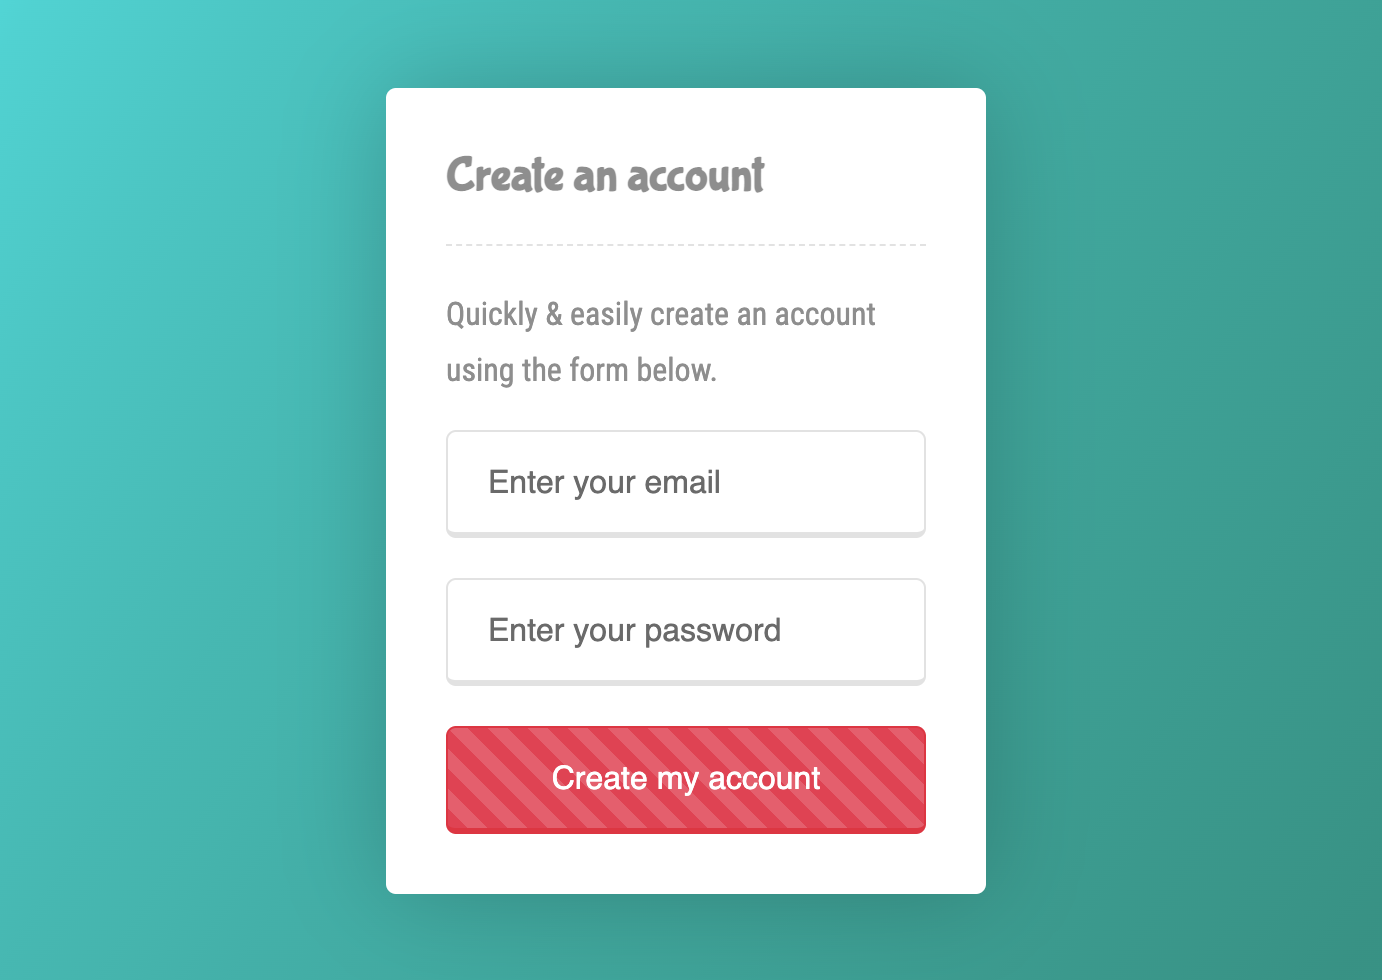 Create an account
Quickly & easily create an account
using the form below.
Enter your email
Enter your password
Create my account